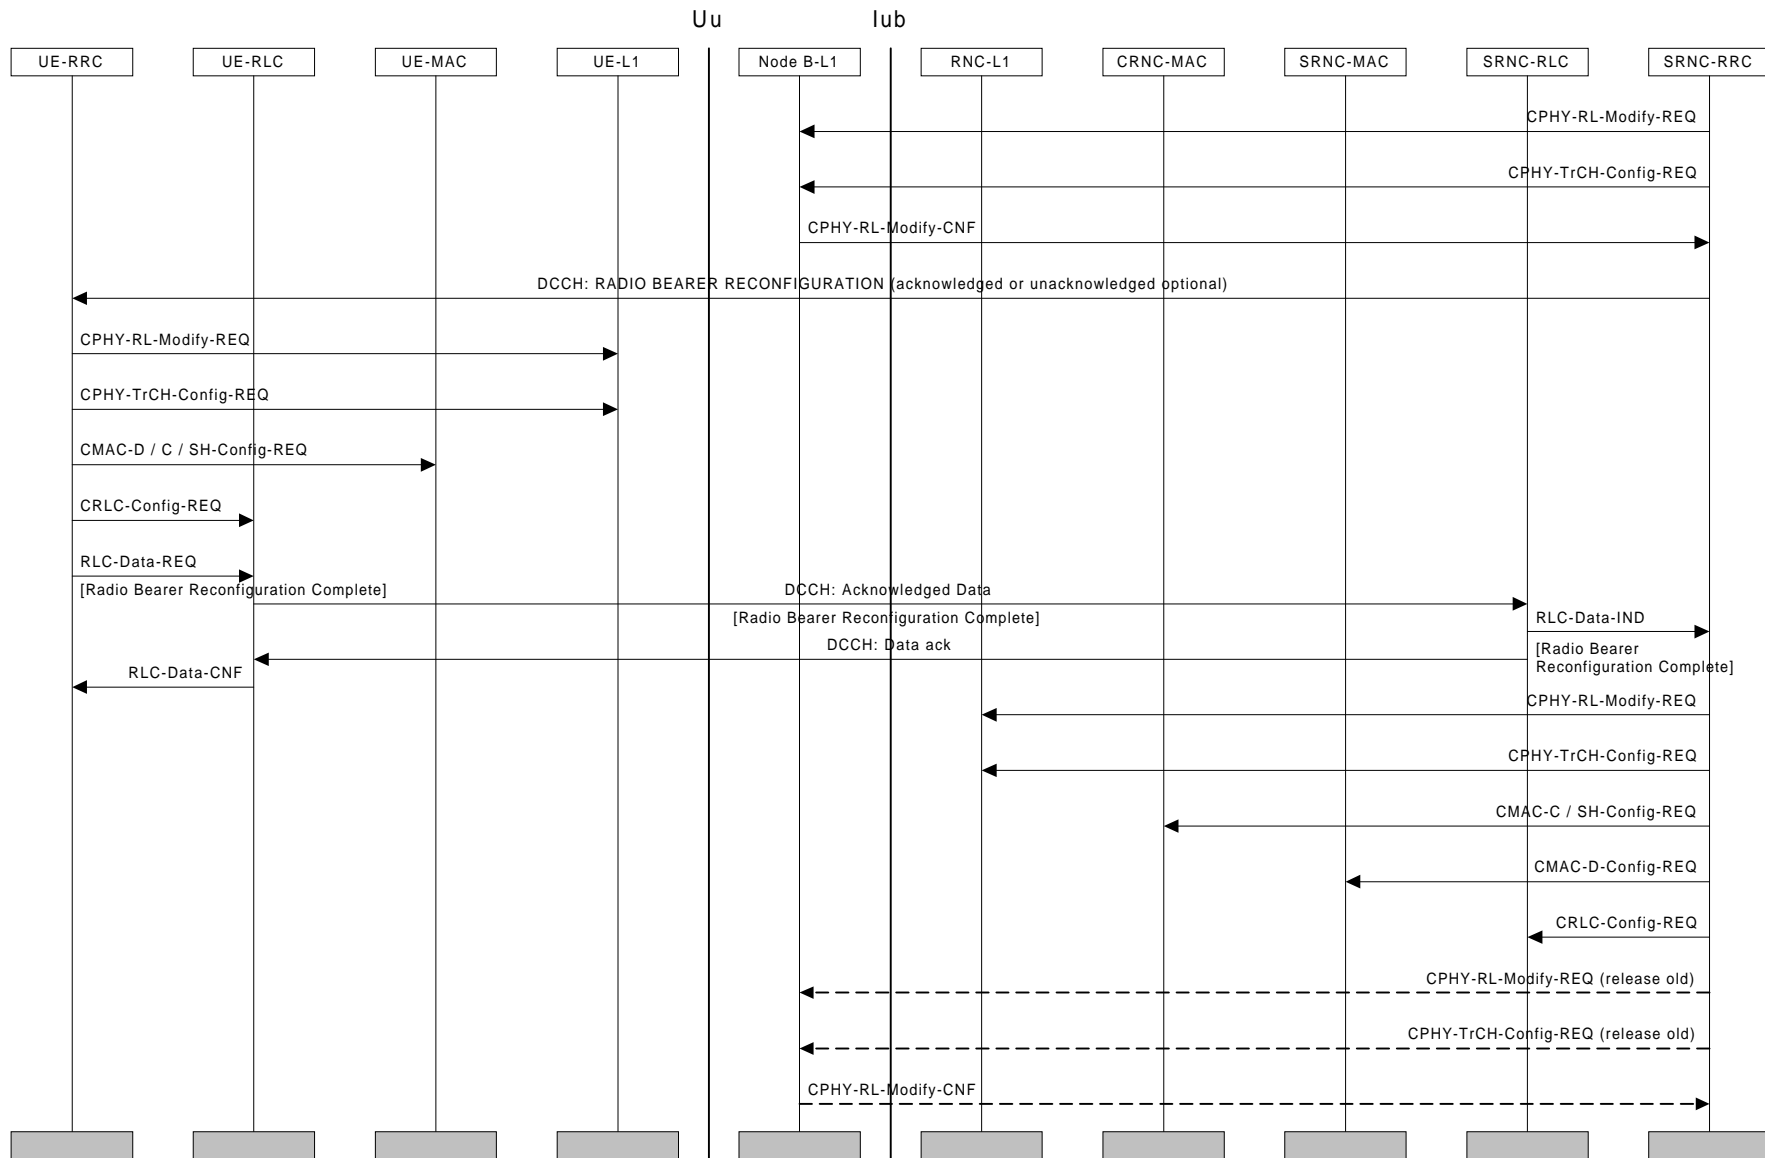 Uu
Iub
UE-RRC
UE-RLC
UE-MAC
UE-L1
Node B-L1
RNC-L1
CRNC-MAC
SRNC-MAC
SRNC-RLC
SRNC-RRC
CPHY-RL-Modify-REQ
CPHY-TrCH-Config-REQ
CPHY-RL-Modify-CNF
DCCH: RADIO BEARER RECONFIGURATION (acknowledged or unacknowledged optional)
CPHY-RL-Modify-REQ
CPHY-TrCH-Config-REQ
CMAC-D / C / SH-Config-REQ
CRLC-Config-REQ
RLC-Data-REQ
[Radio Bearer Reconfiguration Complete]
DCCH: Acknowledged Data
[Radio Bearer Reconfiguration Complete]
RLC-Data-IND
DCCH: Data ack
[Radio Bearer
Reconfiguration Complete]
RLC-Data-CNF
CPHY-RL-Modify-REQ
CPHY-TrCH-Config-REQ
CMAC-C / SH-Config-REQ
CMAC-D-Config-REQ
CRLC-Config-REQ
CPHY-RL-Modify-REQ (release old)
CPHY-TrCH-Config-REQ (release old)
CPHY-RL-Modify-CNF